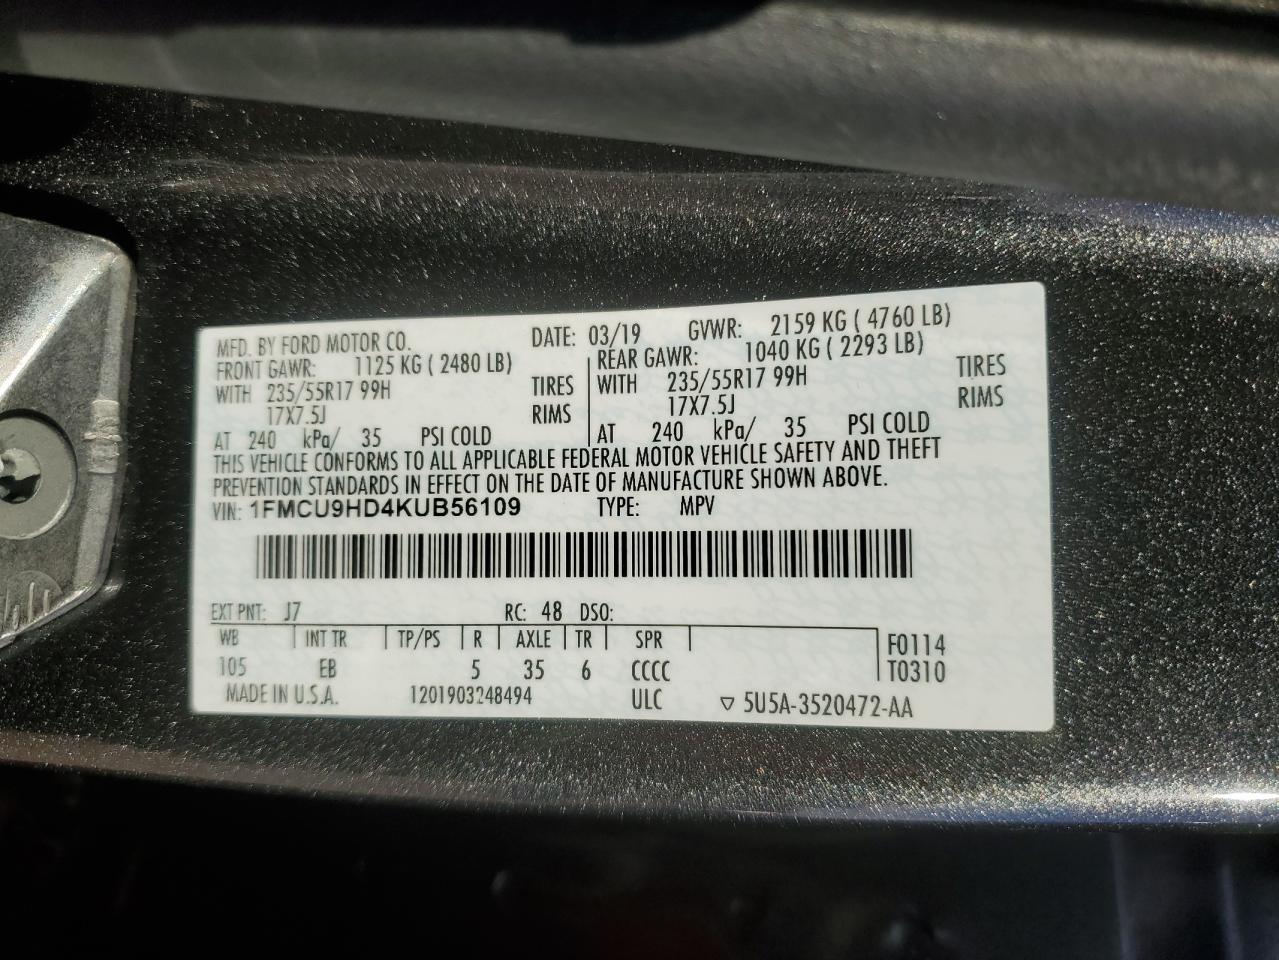 MFD. BY FORD MOTOR CO. DATE: 03/19 GVWR: 2159 KG ( 4760 LB)
FRONT GAWR: 1125 KG ( 2480 LB) REAR GAWR: 1040 KG ( 2293 LB)
WITH 235/55R17 99H TIRES WITH 235/55R17 99H TIRES
17X7.5J RIMS 17X7.5J RIMS
AT 240 kPa/ 35 PSI COLD AT 240 kPa/ 35 PSI COLD
THIS VEHICLE CONFORMS TO ALL APPLICABLE FEDERAL MOTOR VEHICLE SAFETY AND THEFT
PREVENTION STANDARDS IN EFFECT ON THE DATE OF MANUFACTURE SHOWN ABOVE.
VIN: 1FMCU9HD4KUB56109 TYPE: MPV
EXT PNT: J7 RC: 48 DSO:
WB INT TR TP/PS R AXLE TR SPR F0114
105 EB 5 35 6 CCCC T0310
MADE IN U.S.A. 1201903248494 ULC ▽ 5U5A-3520472-AA